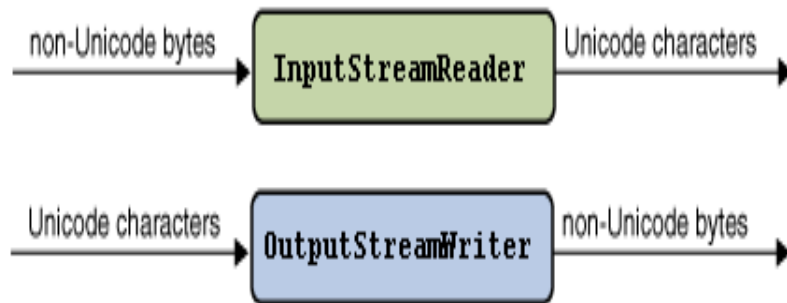 non-Unicode bytes
InputStreamReader
Unicode characters
Unicode characters
OutputStreamWriter
non-Unicode bytes